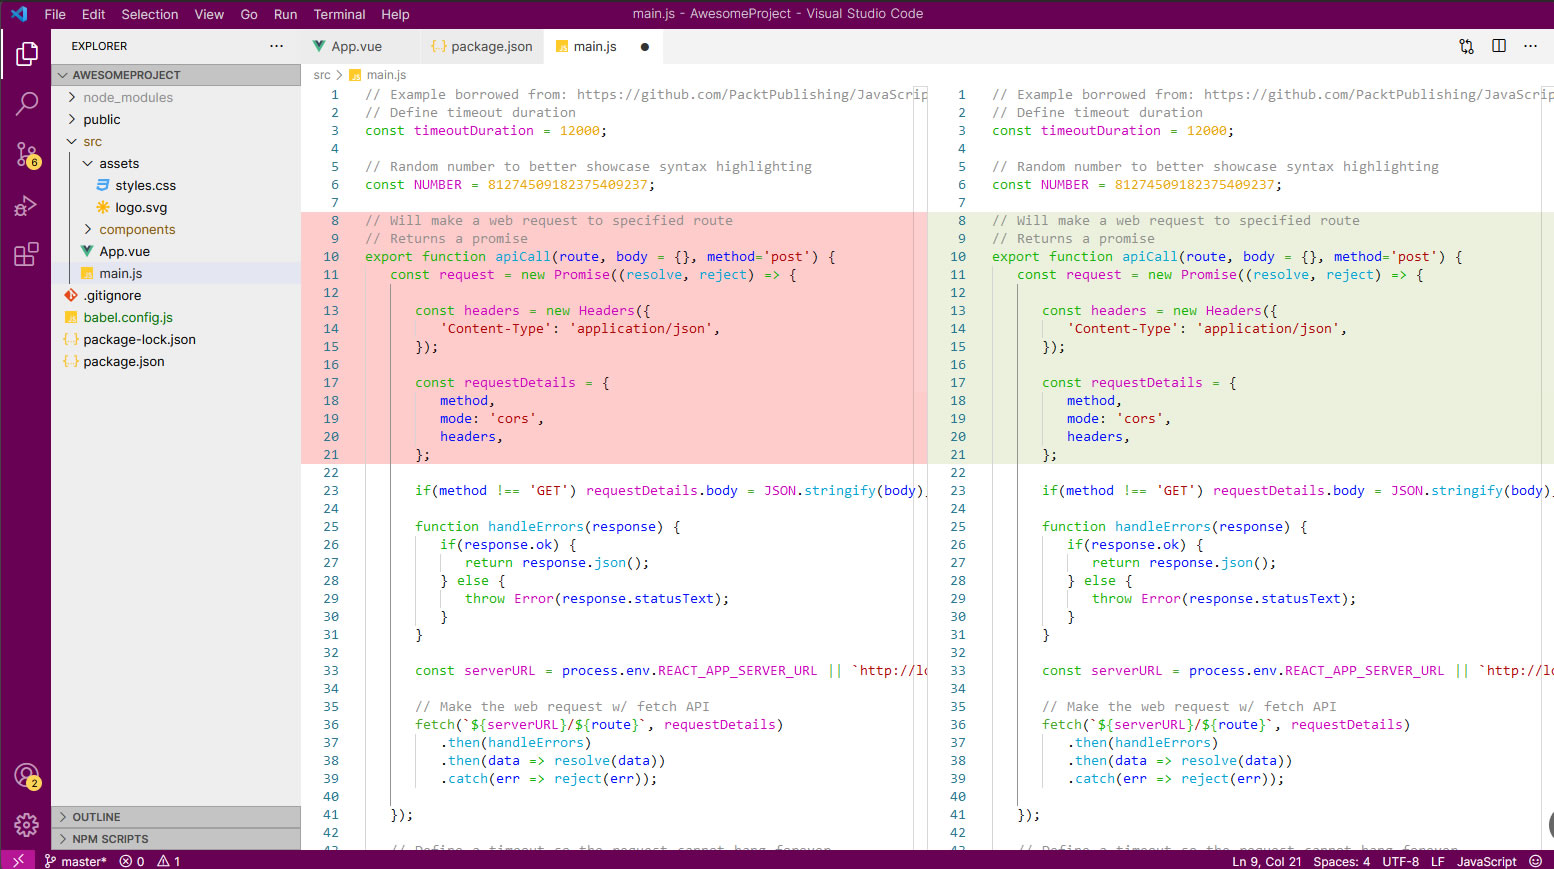 File Edit Selection View Go Run Terminal Help
main.js - AwesomeProject - Visual Studio Code
EXPLORER
AWESOMEPROJECT
node_modules
public
src
assets
styles.css
logo.svg
components
App.vue
main.js
.gitignore
babel.config.js
package-lock.json
package.json
OUTLINE
NPM SCRIPTS
6
2
App.vue
package.json
main.js
src > main.js
1 // Example borrowed from: https://github.com/PacktPublishing/JavaScrip
2 // Define timeout duration
3 const timeoutDuration = 12000;
4
5 // Random number to better showcase syntax highlighting
6 const NUMBER = 81274509182375409237;
7
8 // Will make a web request to specified route
9 // Returns a promise
10 export function apiCall(route, body = {}, method='post') {
11 const request = new Promise((resolve, reject) => {
12
13 const headers = new Headers({
14 'Content-Type': 'application/json',
15 });
16
17 const requestDetails = {
18 method,
19 mode: 'cors',
20 headers,
21 };
22
23 if(method !== 'GET') requestDetails.body = JSON.stringify(body)
24
25 function handleErrors(response) {
26 if(response.ok) {
27 return response.json();
28 } else {
29 throw Error(response.statusText);
30 }
31 }
32
33 const serverURL = process.env.REACT_APP_SERVER_URL || `http://lo
34
35 // Make the web request w/ fetch API
36 fetch(`${serverURL}/${route}`, requestDetails)
37 .then(handleErrors)
38 .then(data => resolve(data))
39 .catch(err => reject(err));
40
41 });
42
43 // Define a timeout so the request cannot hang forever
1 // Example borrowed from: https://github.com/PacktPublishing/JavaScrip
2 // Define timeout duration
3 const timeoutDuration = 12000;
4
5 // Random number to better showcase syntax highlighting
6 const NUMBER = 81274509182375409237;
7
8 // Will make a web request to specified route
9 // Returns a promise
10 export function apiCall(route, body = {}, method='post') {
11 const request = new Promise((resolve, reject) => {
12
13 const headers = new Headers({
14 'Content-Type': 'application/json',
15 });
16
17 const requestDetails = {
18 method,
19 mode: 'cors',
20 headers,
21 };
22
23 if(method !== 'GET') requestDetails.body = JSON.stringify(body)
24
25 function handleErrors(response) {
26 if(response.ok) {
27 return response.json();
28 } else {
29 throw Error(response.statusText);
30 }
31 }
32
33 const serverURL = process.env.REACT_APP_SERVER_URL || `http://lo
34
35 // Make the web request w/ fetch API
36 fetch(`${serverURL}/${route}`, requestDetails)
37 .then(handleErrors)
38 .then(data => resolve(data))
39 .catch(err => reject(err));
40
41 });
42
43 // Define a timeout so the request cannot hang forever
master* 0 1
Ln 9, Col 21 Spaces: 4 UTF-8 LF JavaScript